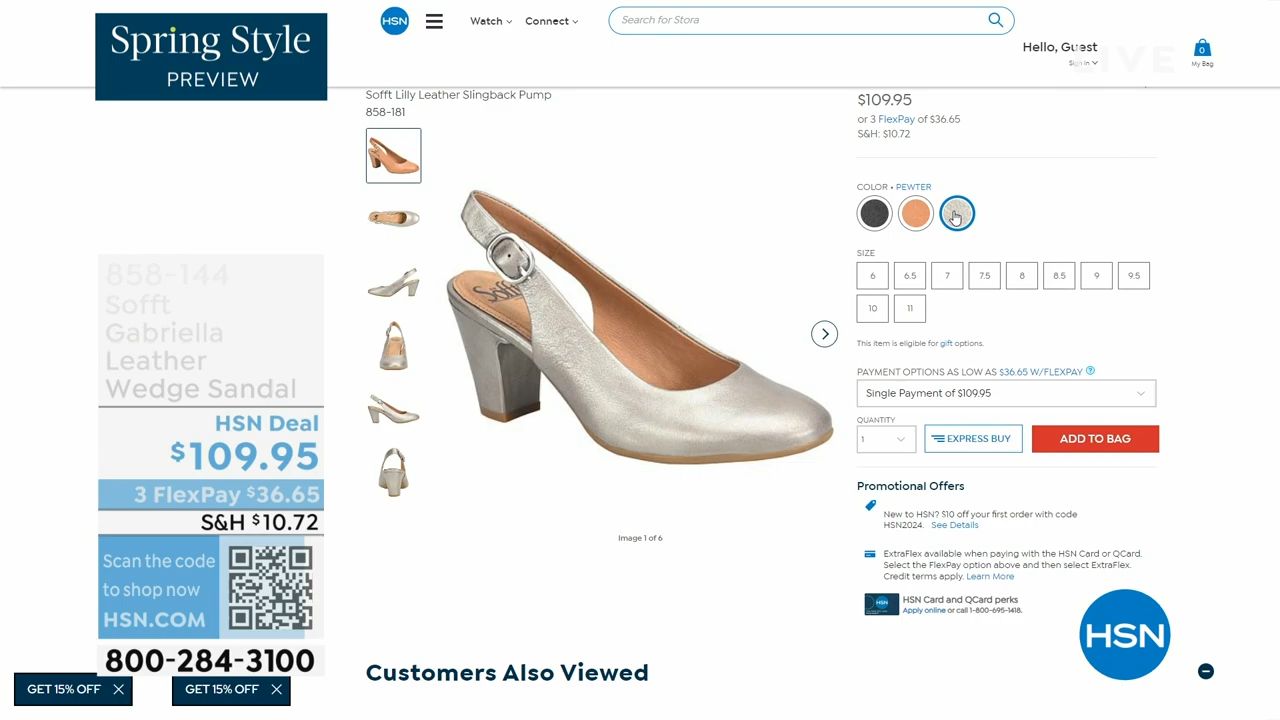 Spring Style
PREVIEW
HSN
Watch
Connect
Search for Stora
Hello, Guest
Sign In
LIVE
0
My Bag
Sofft Lilly Leather Slingback Pump
858-181
$109.95
or 3 FlexPay of $36.65
S&H: $10.72
COLOR • PEWTER
SIZE
6 6.5 7 7.5 8 8.5 9 9.5
10 11
This item is eligible for gift options.
PAYMENT OPTIONS AS LOW AS $36.65 W/FLEXPAY ?
Single Payment of $109.95
QUANTITY
1
EXPRESS BUY
ADD TO BAG
Promotional Offers
New to HSN? $10 off your first order with code
HSN2024. See Details
ExtraFlex available when paying with the HSN Card or QCard.
Select the FlexPay option above and then select ExtraFlex.
Credit terms apply. Learn More
HSN
HSN Card and QCard perks
Apply online or call 1-800-695-1418.
Sofft
Image 1 of 6
858-144
Sofft
Gabriella
Leather
Wedge Sandal
HSN Deal
$109.95
3 FlexPay $36.65
S&H $10.72
Scan the code
to shop now
HSN.COM
800-284-3100
GET 15% OFF
GET 15% OFF
Customers Also Viewed
HSN